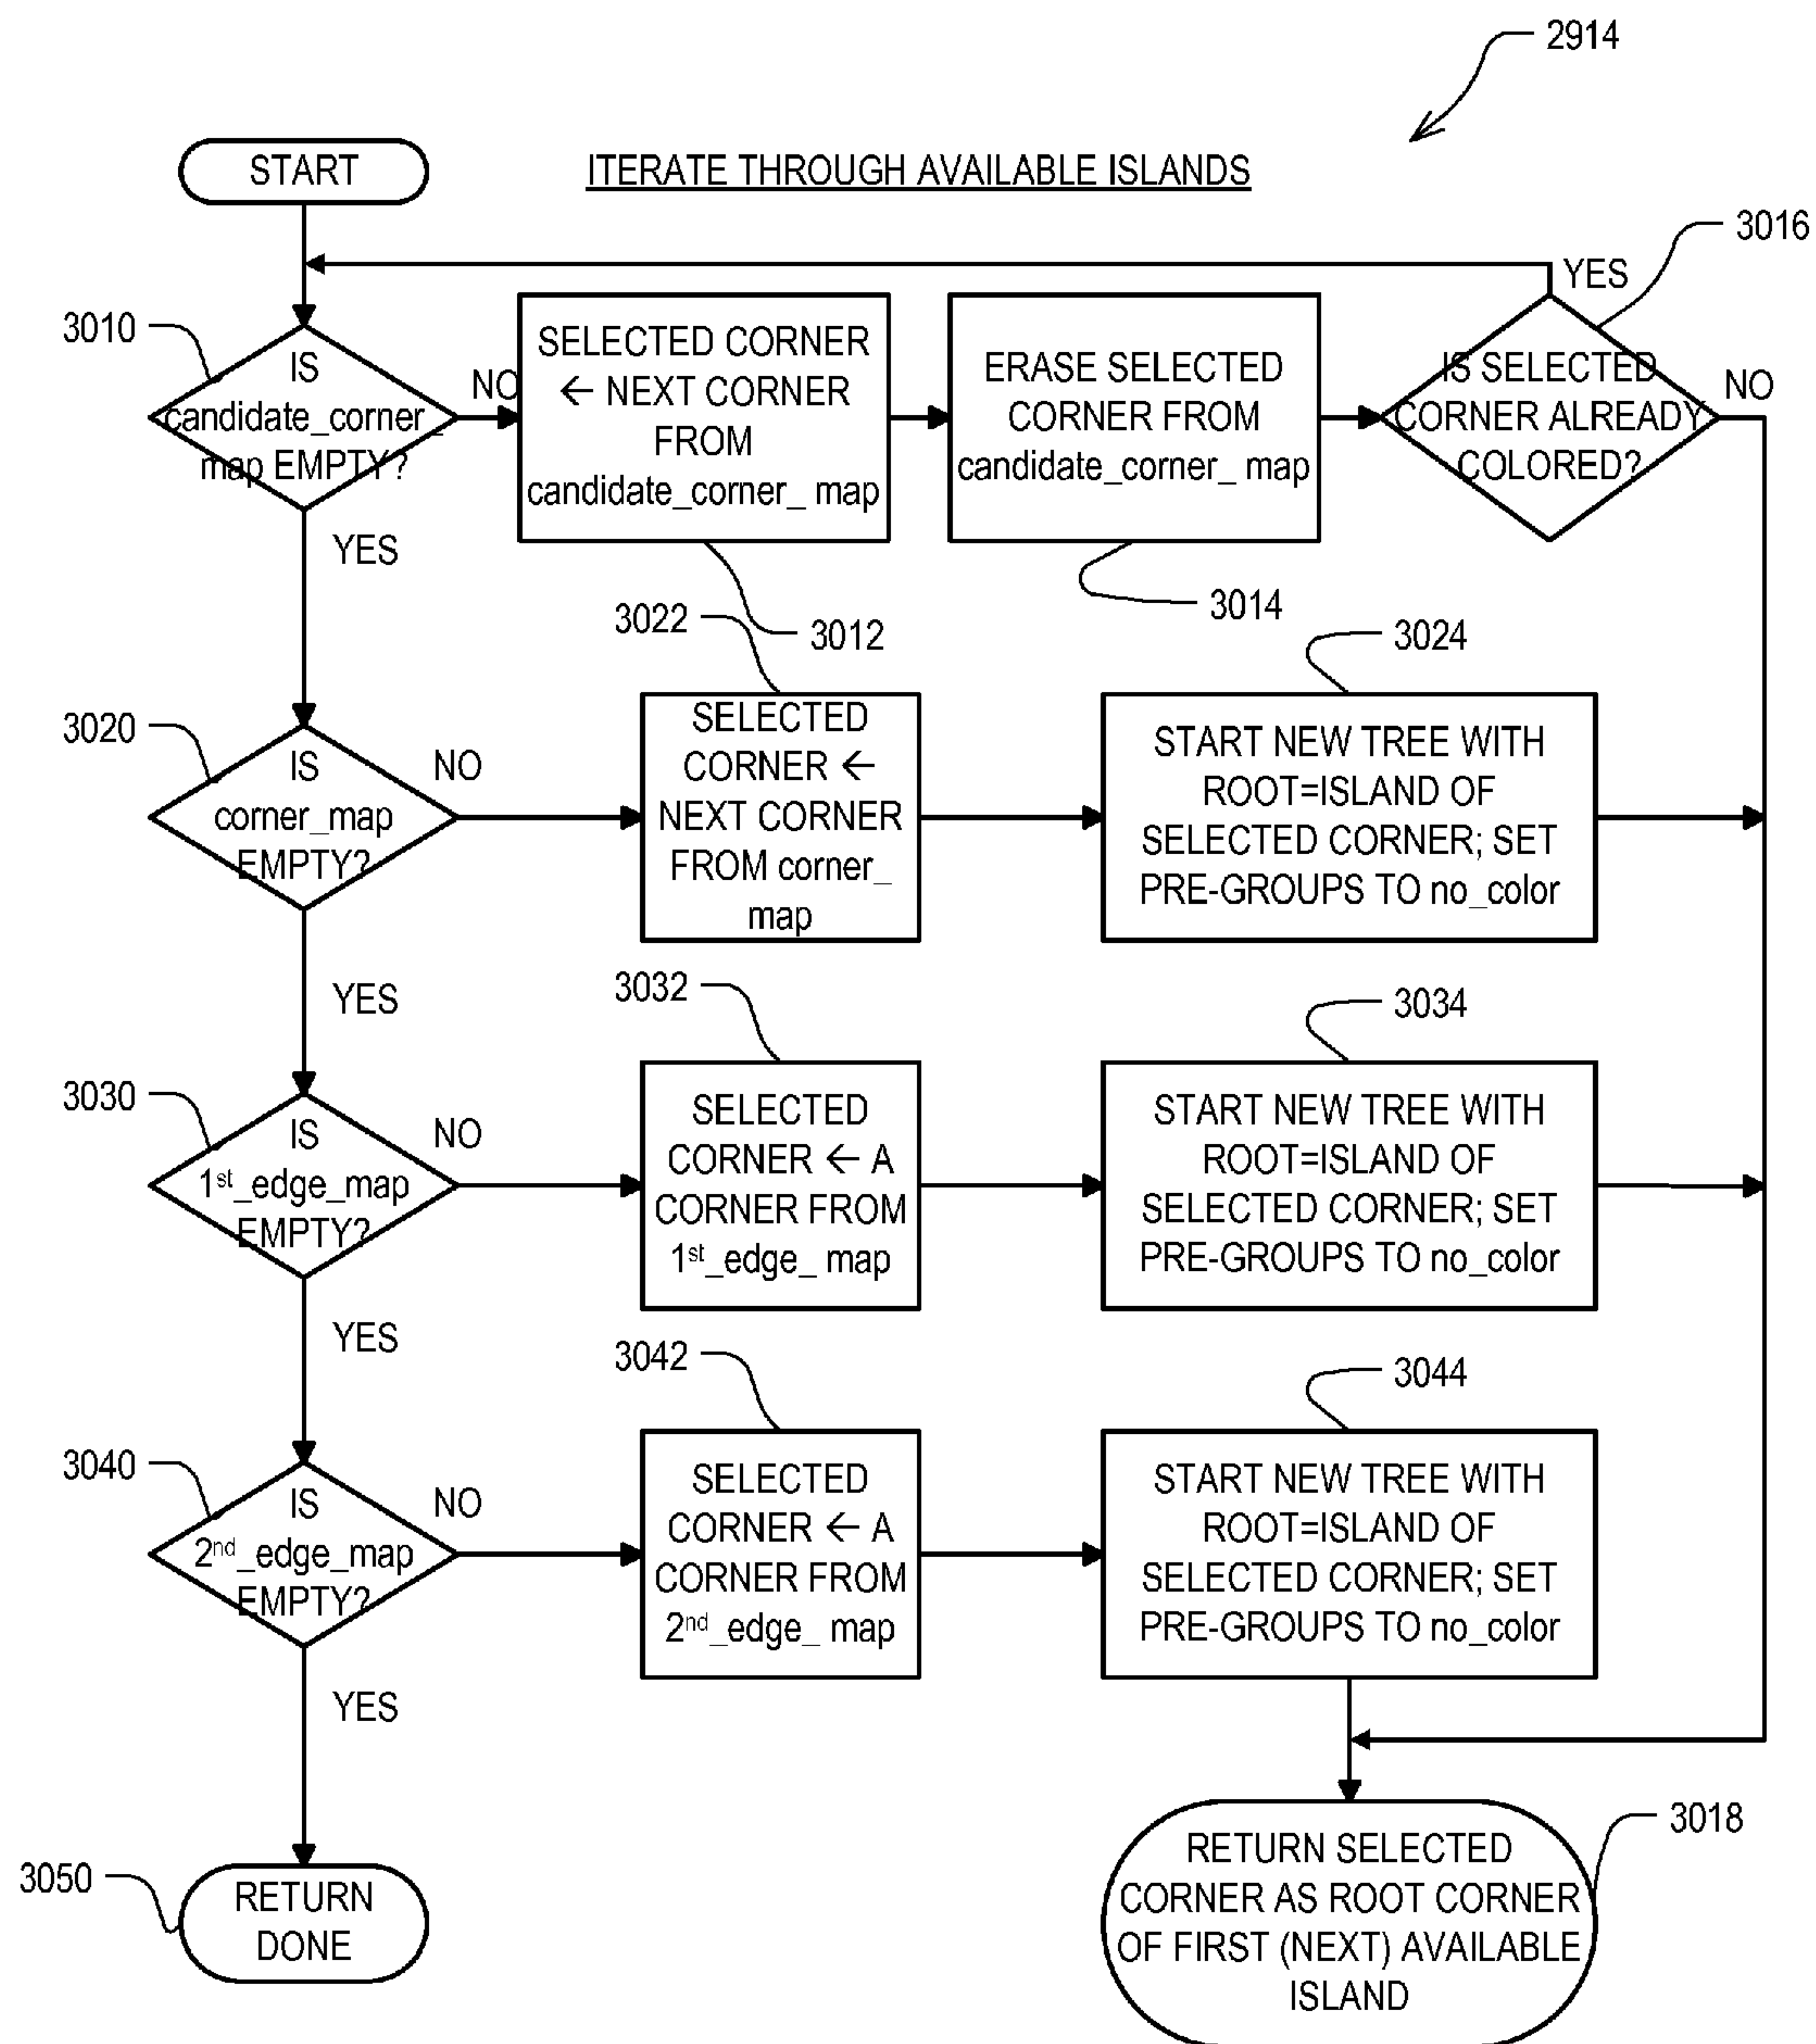 2914
START
ITERATE THROUGH AVAILABLE ISLANDS
3016
YES
3010
IS
candidate_corner_
map EMPTY?
NO
SELECTED CORNER
← NEXT CORNER
FROM
candidate_corner_ map
ERASE SELECTED
CORNER FROM
candidate_corner_ map
IS SELECTED
CORNER ALREADY
COLORED?
NO
YES
3012
3014
3022
3024
3020
IS
corner_map
EMPTY?
NO
SELECTED
CORNER ←
NEXT CORNER
FROM corner_
map
START NEW TREE WITH
ROOT=ISLAND OF
SELECTED CORNER; SET
PRE-GROUPS TO no_color
YES
3032
3034
3030
IS
1st_edge_map
EMPTY?
NO
SELECTED
CORNER ← A
CORNER FROM
1st_edge_ map
START NEW TREE WITH
ROOT=ISLAND OF
SELECTED CORNER; SET
PRE-GROUPS TO no_color
YES
3042
3044
3040
IS
2nd_edge_map
EMPTY?
NO
SELECTED
CORNER ← A
CORNER FROM
2nd_edge_ map
START NEW TREE WITH
ROOT=ISLAND OF
SELECTED CORNER; SET
PRE-GROUPS TO no_color
YES
3050
RETURN
DONE
3018
RETURN SELECTED
CORNER AS ROOT CORNER
OF FIRST (NEXT) AVAILABLE
ISLAND